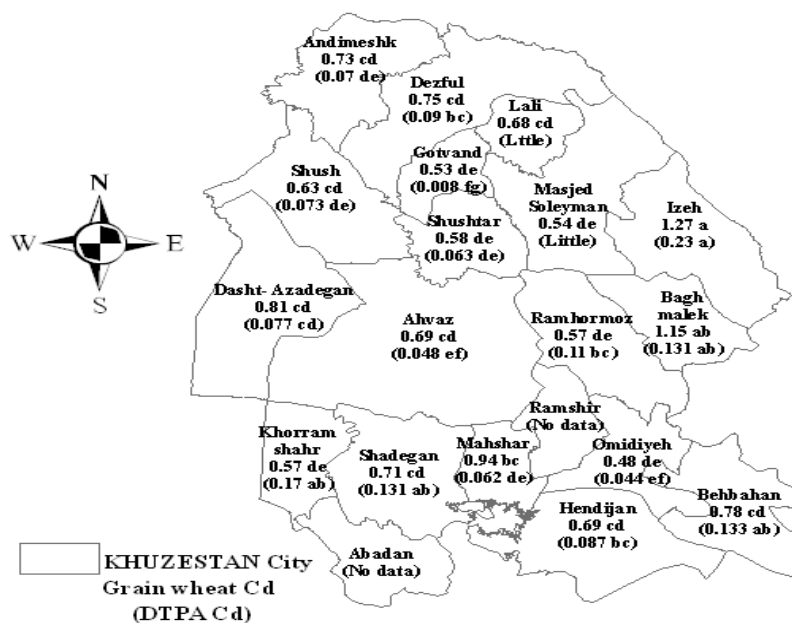 Andimeshk
0.73 cd
(0.07 de)
Dezful
0.75 cd
(0.09 bc)
Lali
0.68 cd
(Lttle)
Gotvand
0.53 de
(0.008 fg)
Shush
0.63 cd
(0.073 de)
Masjed
Soleyman
0.54 de
(Little)
Izeh
1.27 a
(0.23 a)
Shushtar
0.58 de
(0.063 de)
N
W
E
S
Dasht- Azadegan
0.81 cd
(0.077 cd)
Ahvaz
0.69 cd
(0.048 ef)
Ramhormoz
0.57 de
(0.11 bc)
Bagh
malek
1.15 ab
(0.131 ab)
Ramshir
(No data)
Khorram
shahr
0.57 de
(0.17 ab)
Shadegan
0.71 cd
(0.131 ab)
Mahshar
0.94 bc
(0.062 de)
Omidiyeh
0.48 de
(0.044 ef)
Behbahan
0.78 cd
(0.133 ab)
Hendijan
0.69 cd
(0.087 bc)
Abadan
(No data)
KHUZESTAN City
Grain wheat Cd
(DTPA Cd)